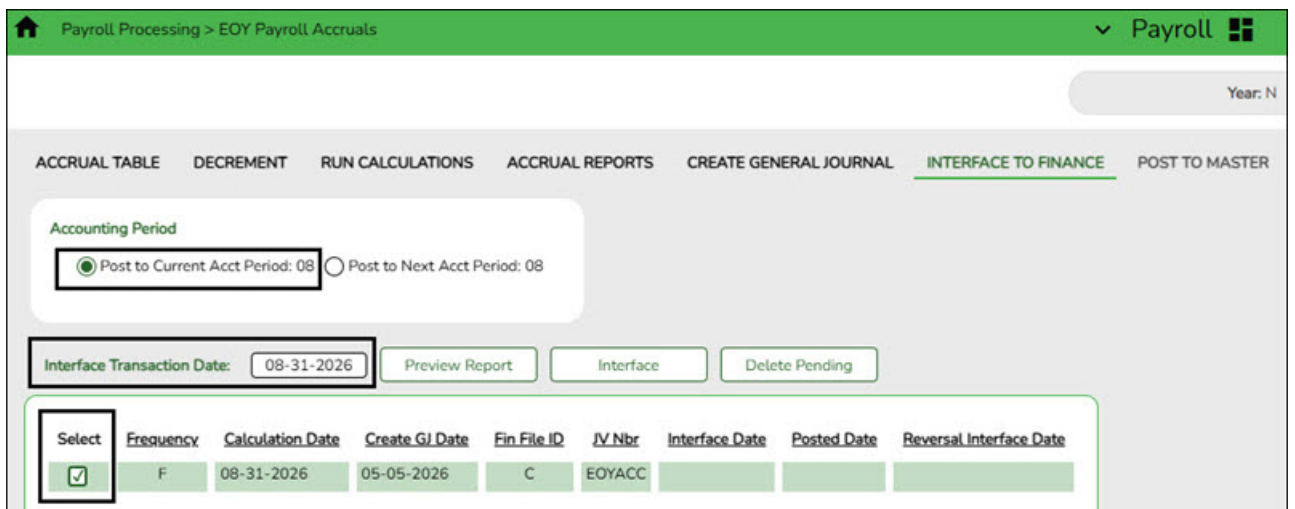 Payroll Processing > EOY Payroll Accruals Payroll
Year: N
ACCRUAL TABLE DECREMENT RUN CALCULATIONS ACCRUAL REPORTS CREATE GENERAL JOURNAL INTERFACE TO FINANCE POST TO MASTER
Accounting Period
Post to Current Acct Period: 08 Post to Next Acct Period: 08
Interface Transaction Date: 08-31-2026 Preview Report Interface Delete Pending
Select Frequency Calculation Date Create GJ Date Fin File ID JV Nbr Interface Date Posted Date Reversal Interface Date
F 08-31-2026 05-05-2026 C EOYACC